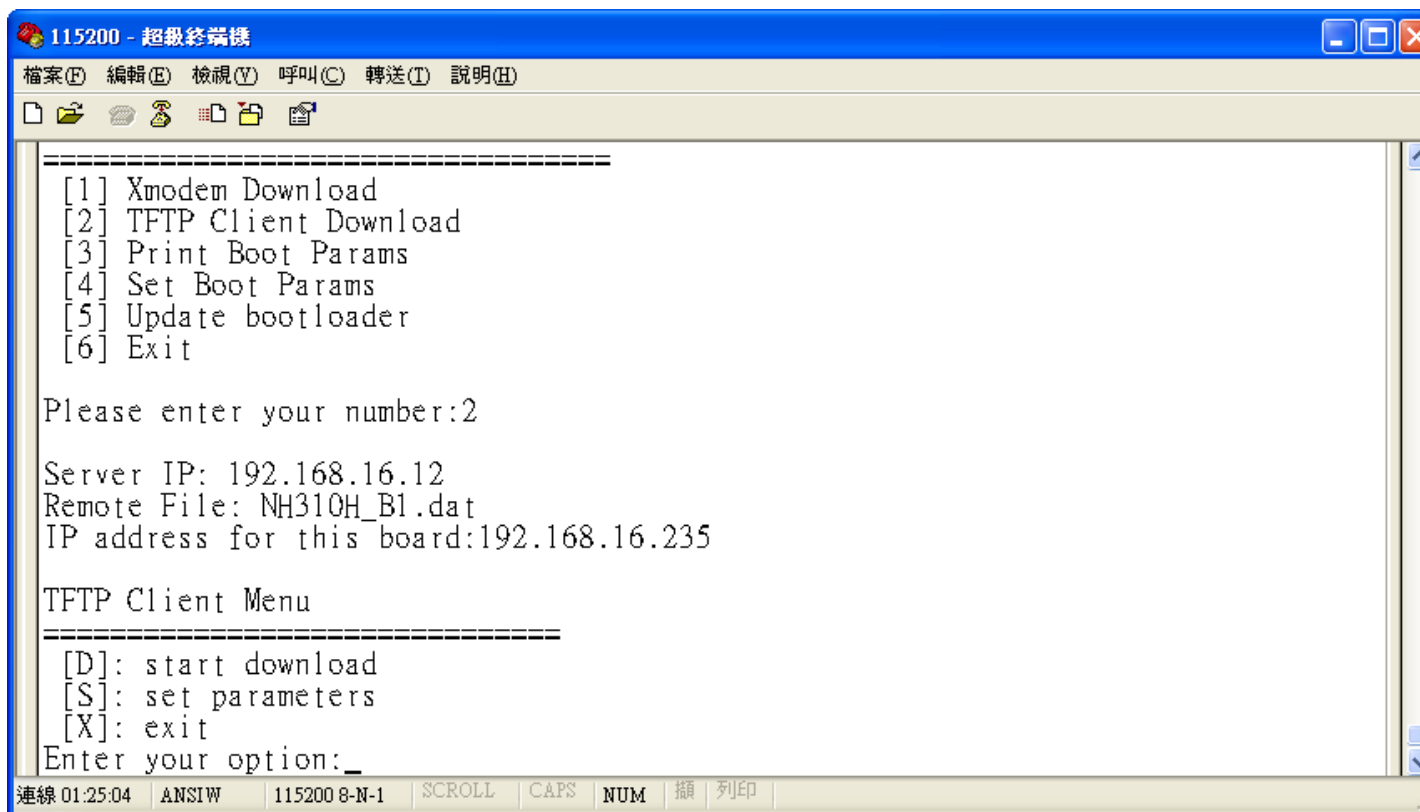 115200 - 超級終端機
檔案(F) 編輯(E) 檢視(V) 呼叫(C) 轉送(T) 說明(H)
==================================
[1] Xmodem Download
[2] TFTP Client Download
[3] Print Boot Params
[4] Set Boot Params
[5] Update bootloader
[6] Exit
Please enter your number:2
Server IP: 192.168.16.12
Remote File: NH310H_B1.dat
IP address for this board:192.168.16.235
TFTP Client Menu
===============================
[D]: start download
[S]: set parameters
[X]: exit
Enter your option:_
連線 01:25:04 ANSIW 115200 8-N-1 SCROLL CAPS NUM 擷 列印